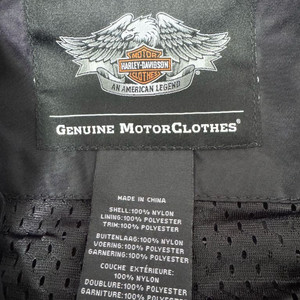 MOTOR
HARLEY-DAVIDSON
CLOTHES
AN AMERICAN LEGEND
GENUINE MOTORCLOTHES®
MADE IN CHINA
SHELL:100% NYLON
LINING:100% POLYESTER
TRIM:100% POLYESTER
BUITENLAAG:100% NYLON
VOERING:100% POLYESTER
GARNERING:100% POLYESTER
COUCHE EXTÉRIEURE:
100% NYLON
DOUBLURE:100% POLYESTER
GARNITURE:100% POLYESTER